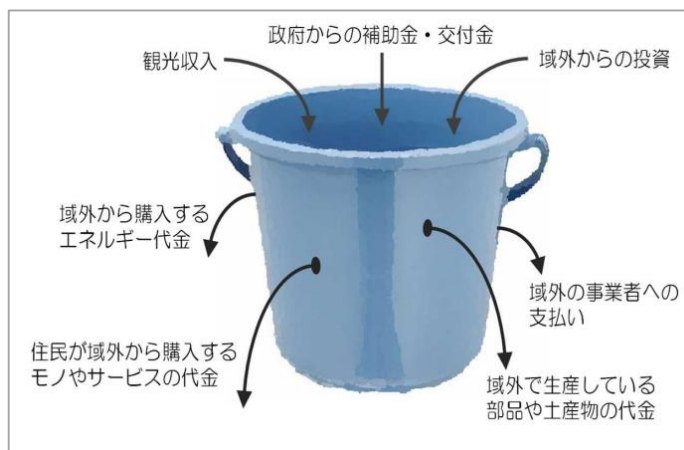 政府からの補助金・交付金
観光収入
域外からの投資
域外から購入する
エネルギー代金
域外の事業者への
支払い
住民が域外から購入する
モノやサービスの代金
域外で生産している
部品や土産物の代金